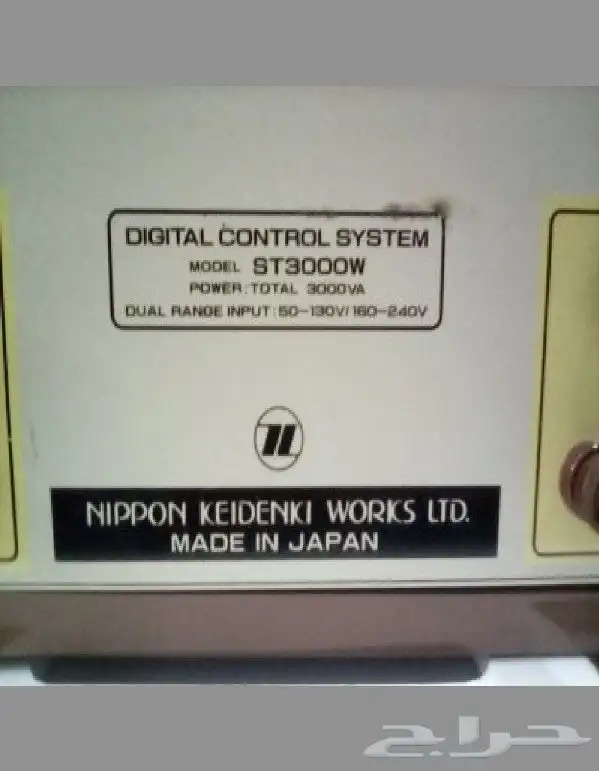 DIGITAL CONTROL SYSTEM
MODEL ST3000W
POWER:TOTAL 3000VA
DUAL RANGE INPUT:50-130V/160-240V
NIPPON KEIDENKI WORKS LTD.
MADE IN JAPAN
حراج